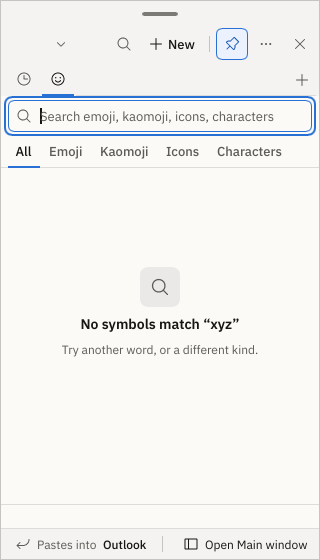 New
Search emoji, kaomoji, icons, characters
All Emoji Kaomoji Icons Characters
No symbols match “xyz”
Try another word, or a different kind.
Pastes into Outlook Open Main window